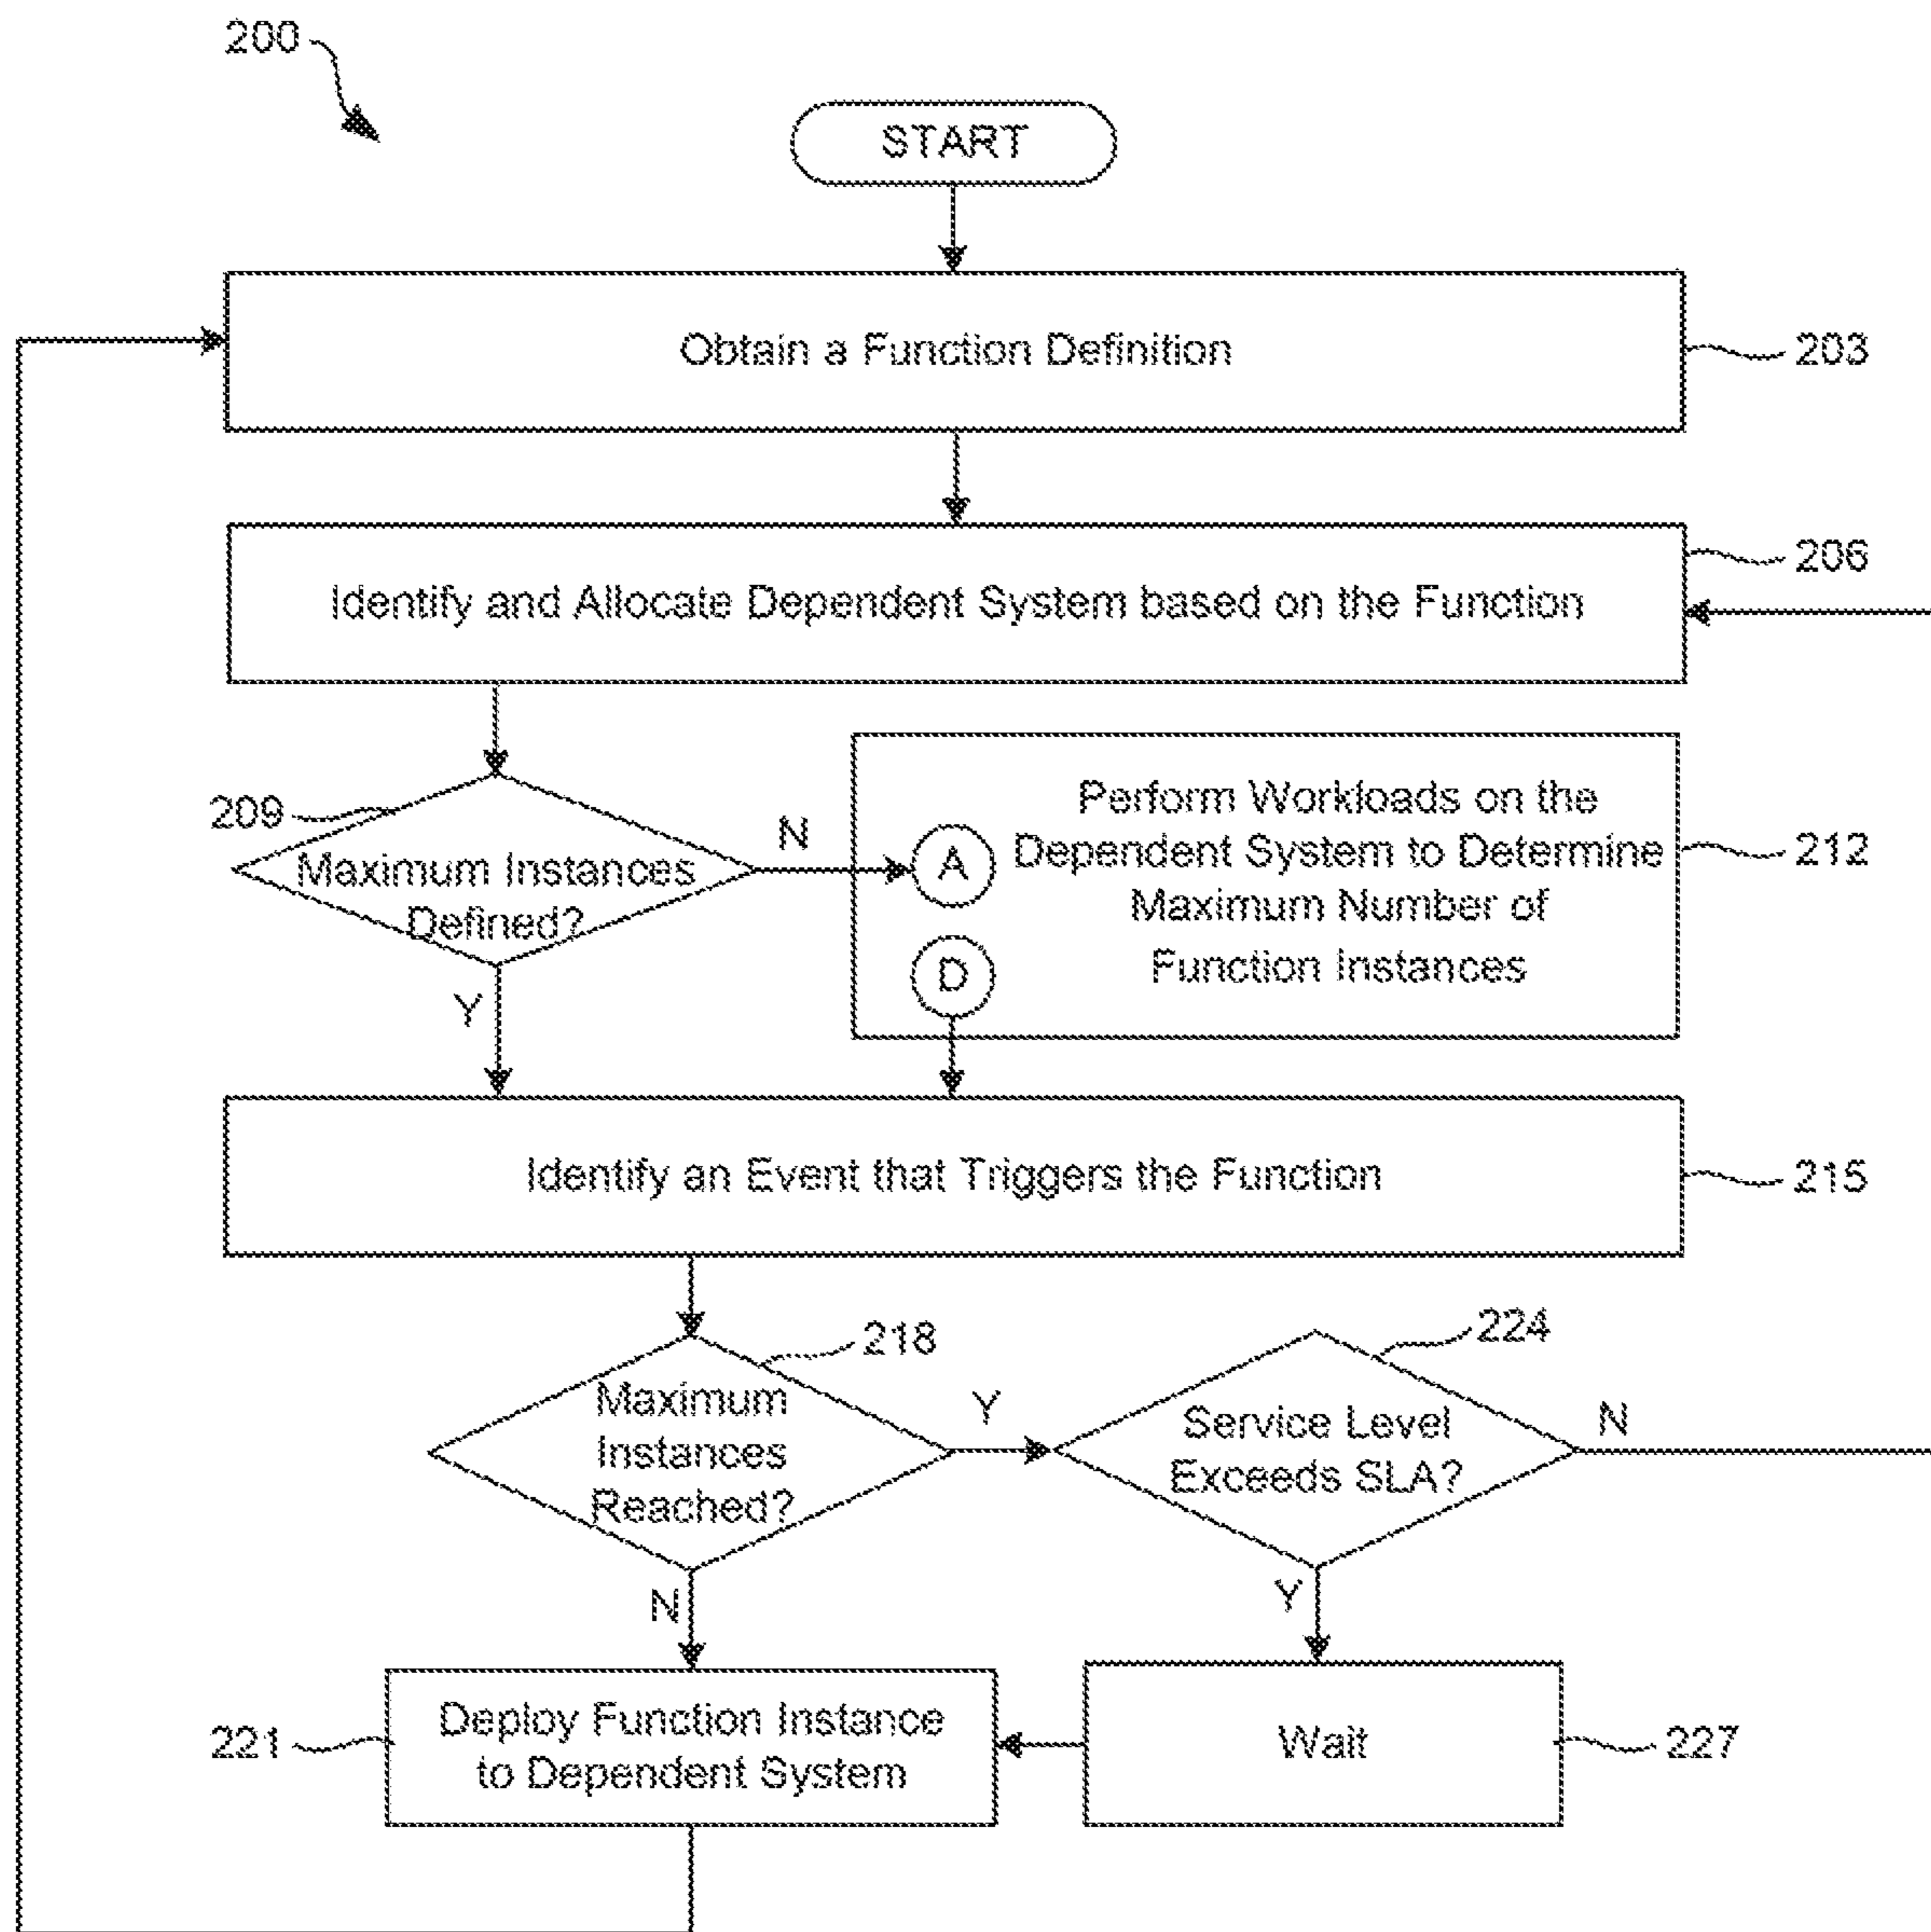 200
START
Obtain a Function Definition
203
Identify and Allocate Dependent System based on the Function
206
209
Maximum Instances
Defined?
N
Y
A
D
Perform Workloads on the
Dependent System to Determine
Maximum Number of
Function Instances
212
Identify an Event that Triggers the Function
215
218
Maximum
Instances
Reached?
Y
N
224
Service Level
Exceeds SLA?
N
Y
221
Deploy Function Instance
to Dependent System
Wait
227